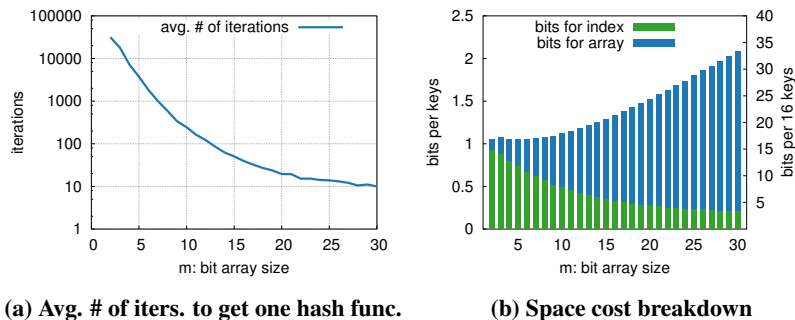 avg. # of iterations
iterations
100000
10000
1000
100
10
1
0 5 10 15 20 25 30
m: bit array size
(a) Avg. # of iters. to get one hash func.
bits for index
bits for array
bits per keys
2.5
2
1.5
1
0.5
0
bits per 16 keys
40
35
30
25
20
15
10
5
5 10 15 20 25 30
m: bit array size
(b) Space cost breakdown